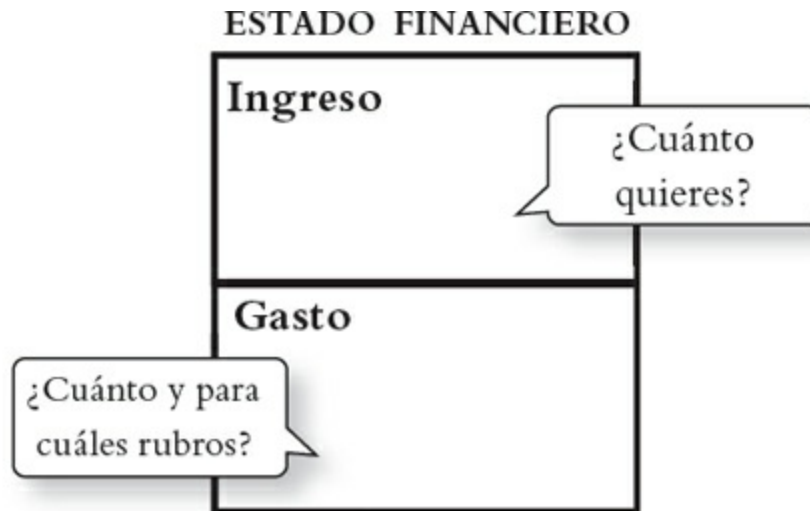 ESTADO FINANCIERO
Ingreso
¿Cuánto
quieres?
Gasto
¿Cuánto y para
cuáles rubros?